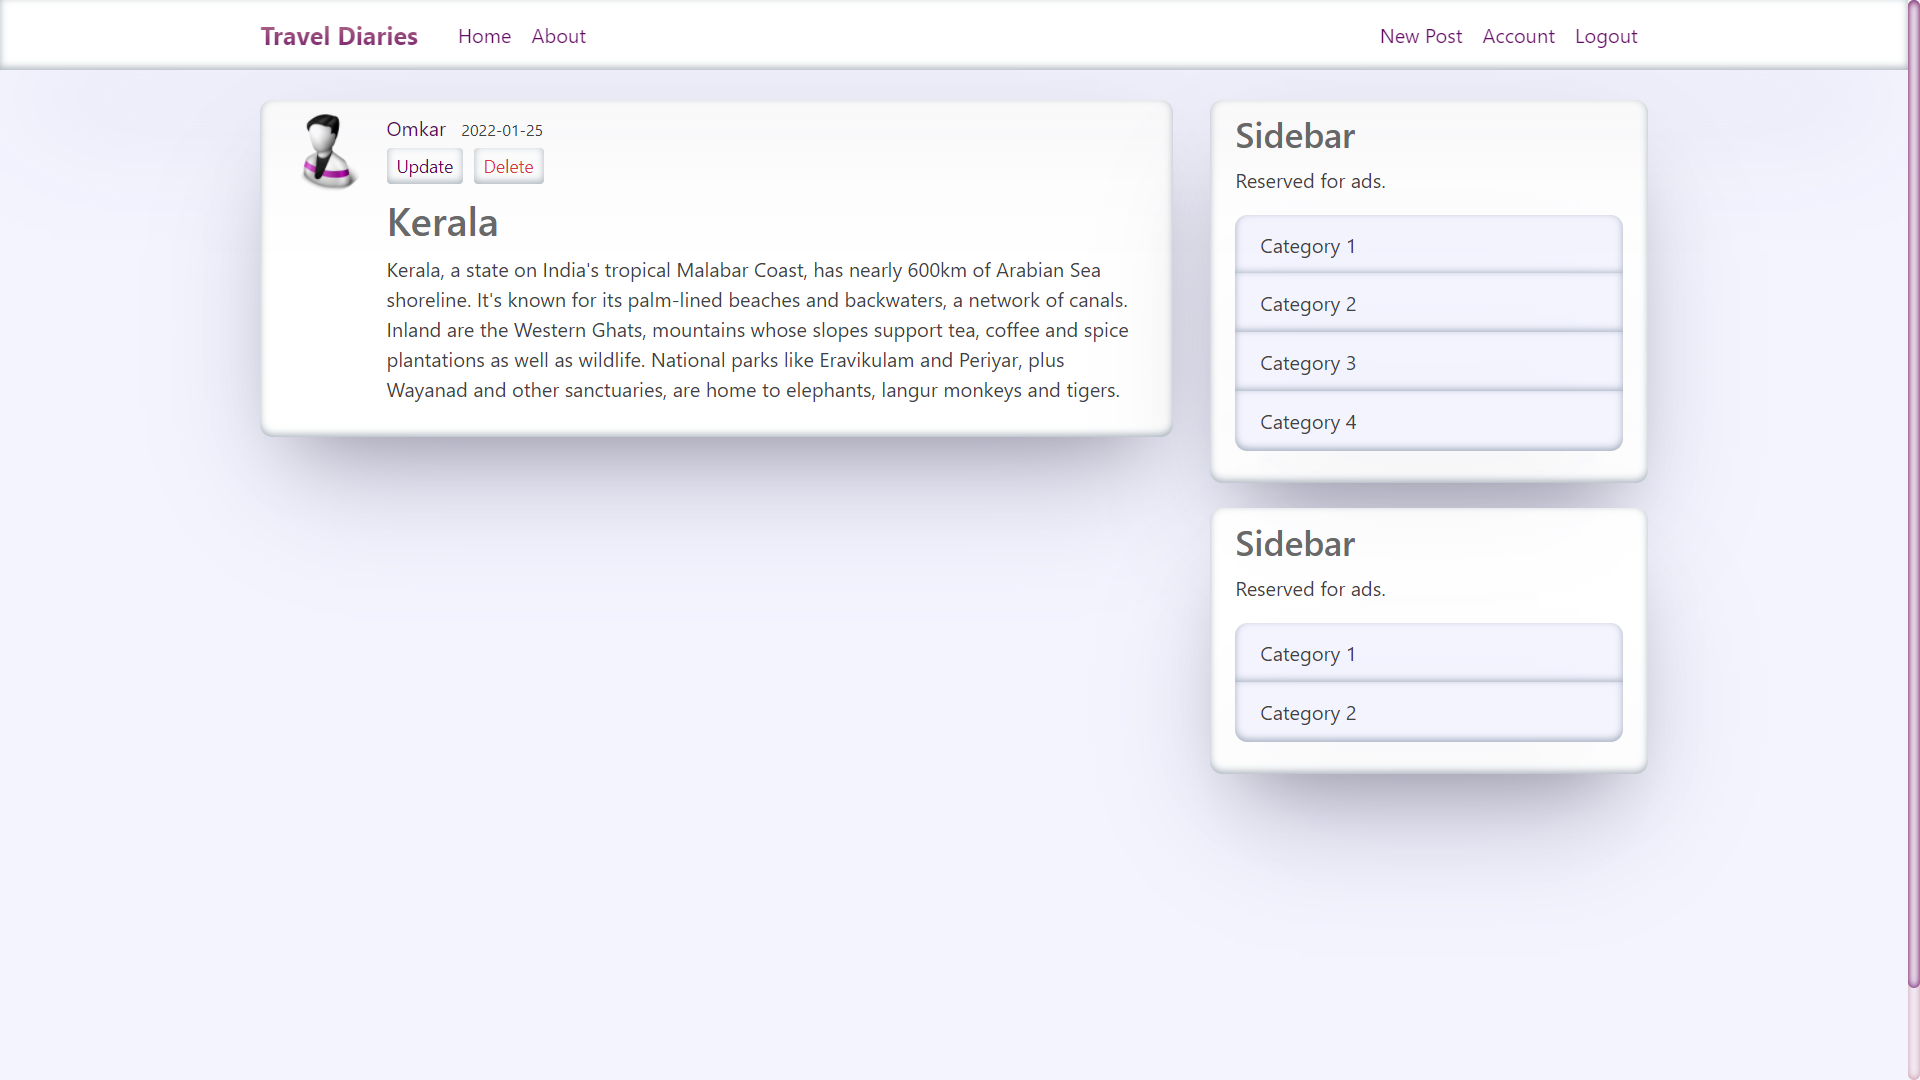 Travel Diaries Home About New Post Account Logout
Omkar 2022-01-25
Update Delete
Kerala
Kerala, a state on India's tropical Malabar Coast, has nearly 600km of Arabian Sea
shoreline. It's known for its palm-lined beaches and backwaters, a network of canals.
Inland are the Western Ghats, mountains whose slopes support tea, coffee and spice
plantations as well as wildlife. National parks like Eravikulam and Periyar, plus
Wayanad and other sanctuaries, are home to elephants, langur monkeys and tigers.
Sidebar
Reserved for ads.
Category 1
Category 2
Category 3
Category 4
Sidebar
Reserved for ads.
Category 1
Category 2